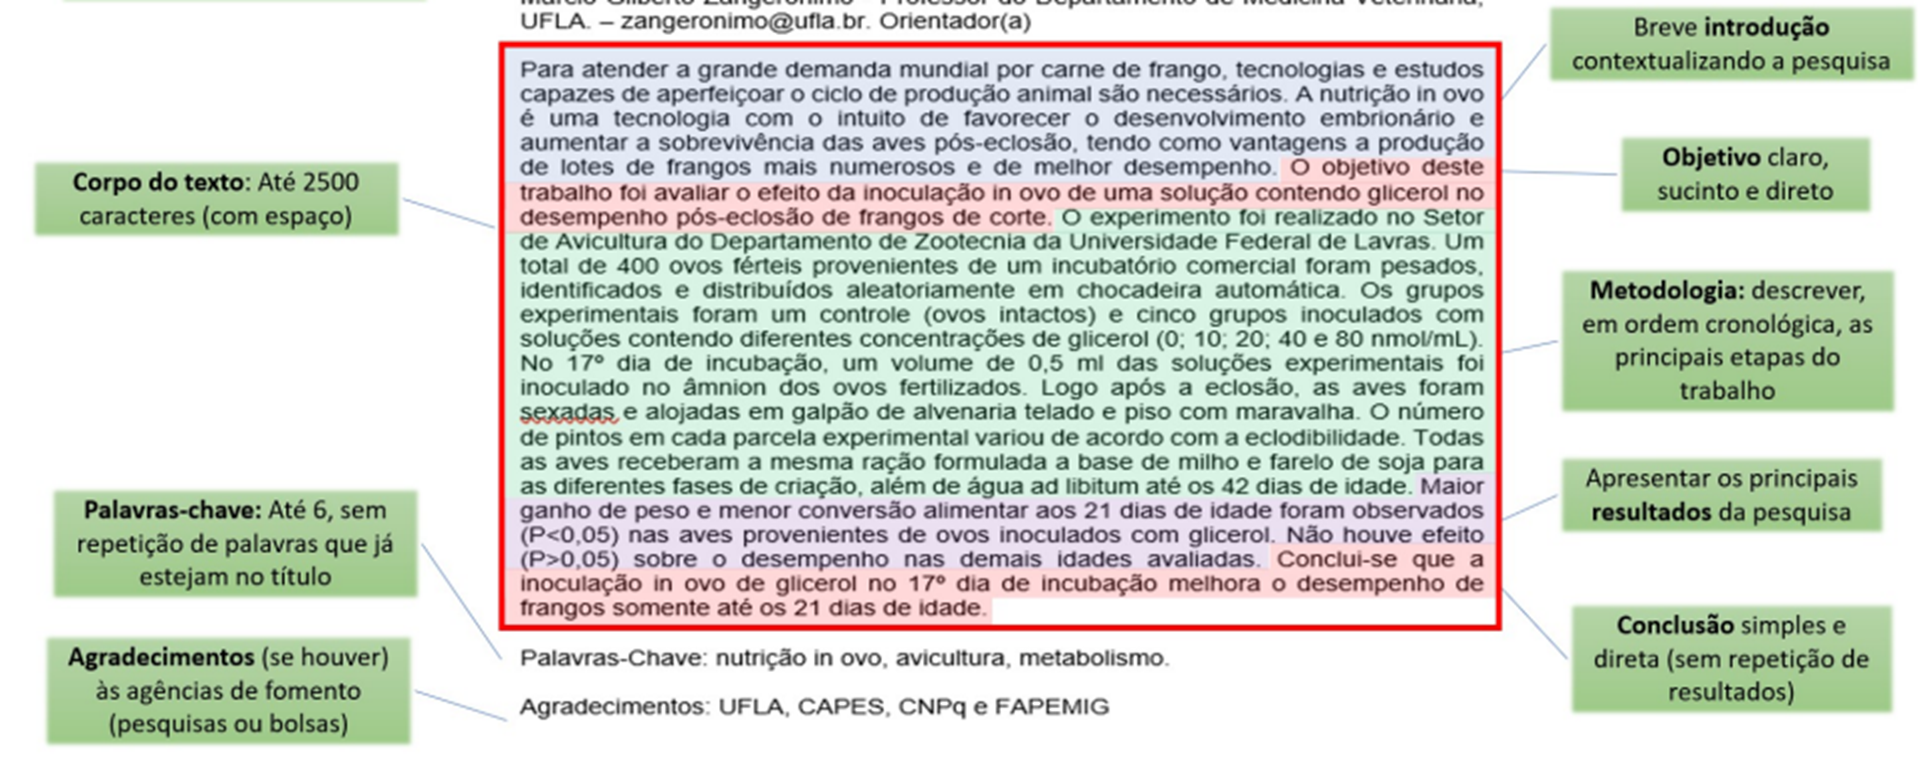 Marcio Gilberto Zangeronimo - Professor do Departamento de Medicina Veterinária,
UFLA. – zangeronimo@ufla.br. Orientador(a)
Para atender a grande demanda mundial por carne de frango, tecnologias e estudos
capazes de aperfeiçoar o ciclo de produção animal são necessários. A nutrição in ovo
é uma tecnologia com o intuito de favorecer o desenvolvimento embrionário e
aumentar a sobrevivência das aves pós-eclosão, tendo como vantagens a produção
de lotes de frangos mais numerosos e de melhor desempenho. O objetivo deste
trabalho foi avaliar o efeito da inoculação in ovo de uma solução contendo glicerol no
desempenho pós-eclosão de frangos de corte. O experimento foi realizado no Setor
de Avicultura do Departamento de Zootecnia da Universidade Federal de Lavras. Um
total de 400 ovos férteis provenientes de um incubatório comercial foram pesados,
identificados e distribuídos aleatoriamente em chocadeira automática. Os grupos
experimentais foram um controle (ovos intactos) e cinco grupos inoculados com
soluções contendo diferentes concentrações de glicerol (0; 10; 20; 40 e 80 nmol/mL).
No 17º dia de incubação, um volume de 0,5 ml das soluções experimentais foi
inoculado no âmnion dos ovos fertilizados. Logo após a eclosão, as aves foram
sexadas e alojadas em galpão de alvenaria telado e piso com maravalha. O número
de pintos em cada parcela experimental variou de acordo com a eclodibilidade. Todas
as aves receberam a mesma ração formulada a base de milho e farelo de soja para
as diferentes fases de criação, além de água ad libitum até os 42 dias de idade. Maior
ganho de peso e menor conversão alimentar aos 21 dias de idade foram observados
(P<0,05) nas aves provenientes de ovos inoculados com glicerol. Não houve efeito
(P>0,05) sobre o desempenho nas demais idades avaliadas. Conclui-se que a
inoculação in ovo de glicerol no 17º dia de incubação melhora o desempenho de
frangos somente até os 21 dias de idade.
Palavras-Chave: nutrição in ovo, avicultura, metabolismo.
Agradecimentos: UFLA, CAPES, CNPq e FAPEMIG
Corpo do texto: Até 2500
caracteres (com espaço)
Palavras-chave: Até 6, sem
repetição de palavras que já
estejam no título
Agradecimentos (se houver)
às agências de fomento
(pesquisas ou bolsas)
Breve introdução
contextualizando a pesquisa
Objetivo claro,
sucinto e direto
Metodologia: descrever,
em ordem cronológica, as
principais etapas do
trabalho
Apresentar os principais
resultados da pesquisa
Conclusão simples e
direta (sem repetição de
resultados)